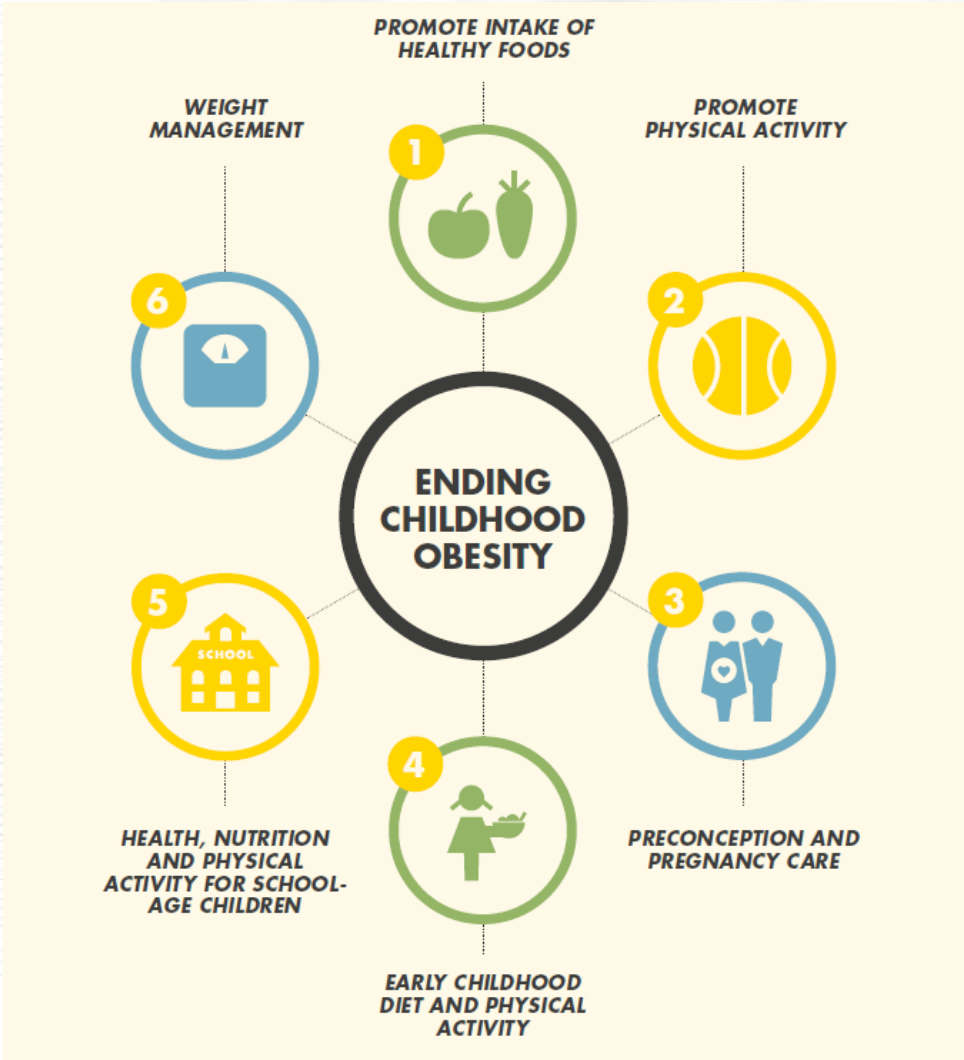 PROMOTE INTAKE OF
HEALTHY FOODS
1
PROMOTE
PHYSICAL ACTIVITY
2
PRECONCEPTION AND
PREGNANCY CARE
3
EARLY CHILDHOOD
DIET AND PHYSICAL
ACTIVITY
4
HEALTH, NUTRITION
AND PHYSICAL
ACTIVITY FOR SCHOOL-
AGE CHILDREN
5
SCHOOL
WEIGHT
MANAGEMENT
6
ENDING
CHILDHOOD
OBESITY